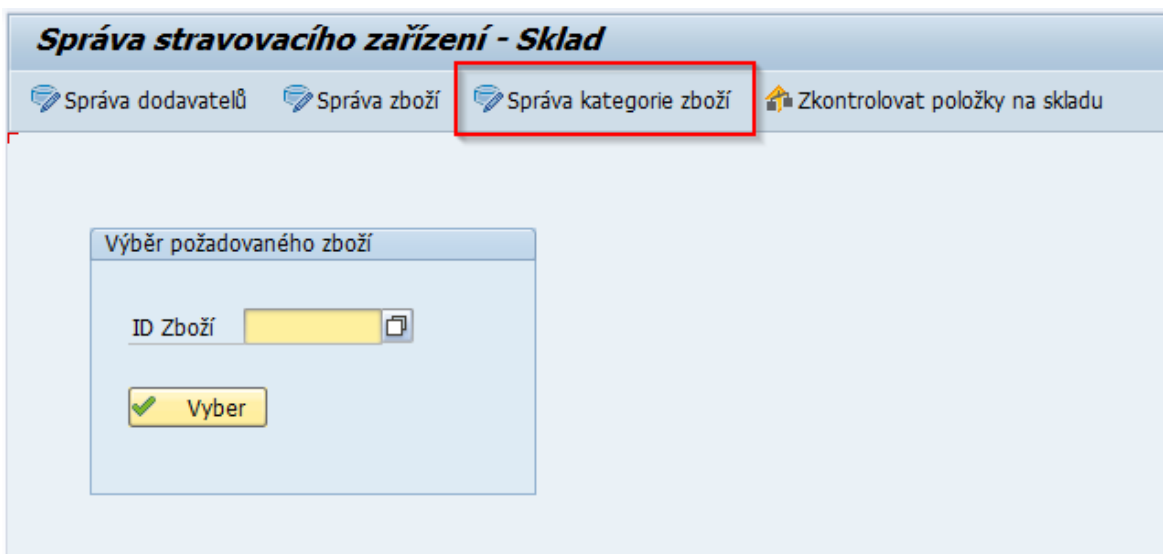 Správa stravovacího zařízení - Sklad
Správa dodavatelů Správa zboží Správa kategorie zboží Zkontrolovat položky na skladu
Výběr požadovaného zboží
ID Zboží
Vyber